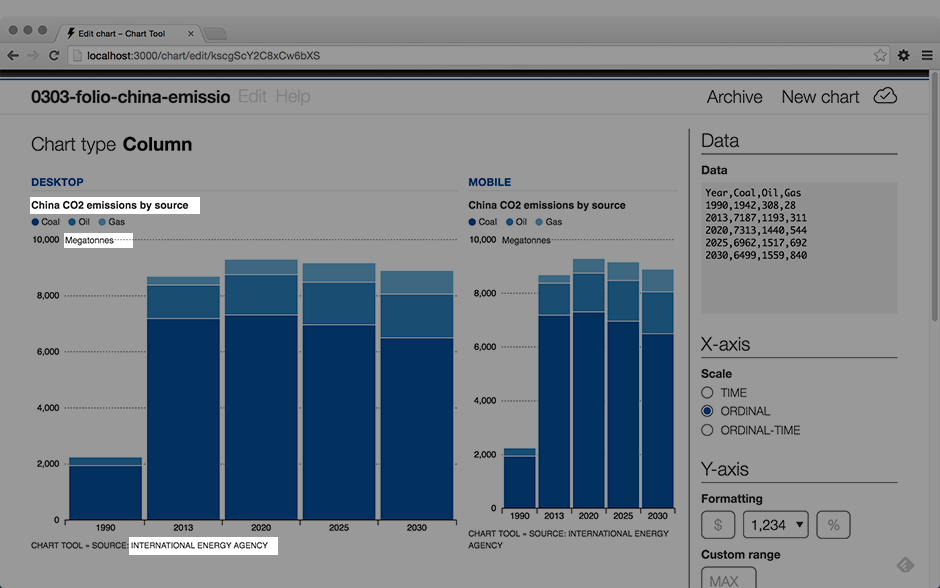 Edit chart – Chart Tool
localhost:3000/chart/edit/kscgScY2C8xCw6bXS
0303-folio-china-emissio Edit Help
Archive New chart
Chart type Column
DESKTOP
China CO2 emissions by source
Coal Oil Gas
10,000 Megatonnes
8,000
6,000
4,000
2,000
0
1990 2013 2020 2025 2030
CHART TOOL » SOURCE: INTERNATIONAL ENERGY AGENCY
MOBILE
China CO2 emissions by source
Coal Oil Gas
10,000 Megatonnes
8,000
6,000
4,000
2,000
0
1990 2013 2020 2025 2030
CHART TOOL » SOURCE: INTERNATIONAL ENERGY
AGENCY
Data
Data
Year,Coal,Oil,Gas
1990,1942,308,28
2013,7187,1193,311
2020,7313,1440,544
2025,6962,1517,692
2030,6499,1559,840
X-axis
Scale
TIME
ORDINAL
ORDINAL-TIME
Y-axis
Formatting
$ 1,234 %
Custom range
MAX